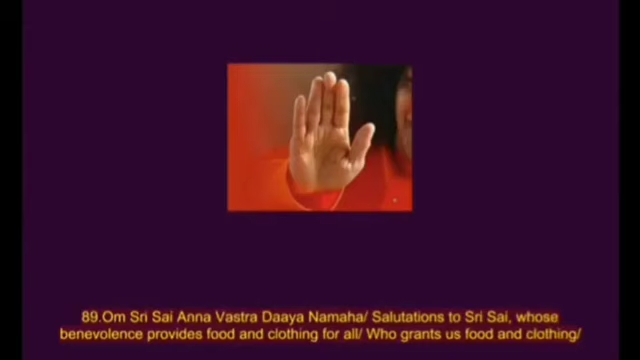 89.Om Sri Sai Anna Vastra Daaya Namaha/ Salutations to Sri Sai, whose
benevolence provides food and clothing for all/ Who grants us food and clothing/